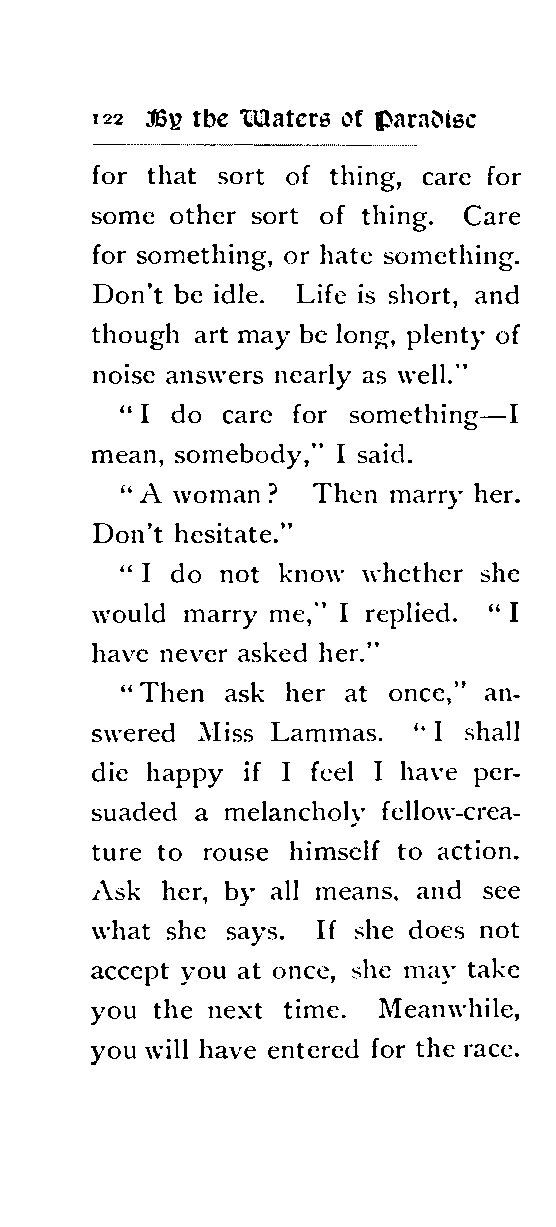 122 By the Waters of Paradise
for that sort of thing, care for
some other sort of thing. Care
for something, or hate something.
Don't be idle. Life is short, and
though art may be long, plenty of
noise answers nearly as well."
"I do care for something—I
mean, somebody," I said.
"A woman? Then marry her.
Don't hesitate."
"I do not know whether she
would marry me," I replied. "I
have never asked her."
"Then ask her at once," an-
swered Miss Lammas. "I shall
die happy if I feel I have per-
suaded a melancholy fellow-crea-
ture to rouse himself to action.
Ask her, by all means, and see
what she says. If she does not
accept you at once, she may take
you the next time. Meanwhile,
you will have entered for the race.